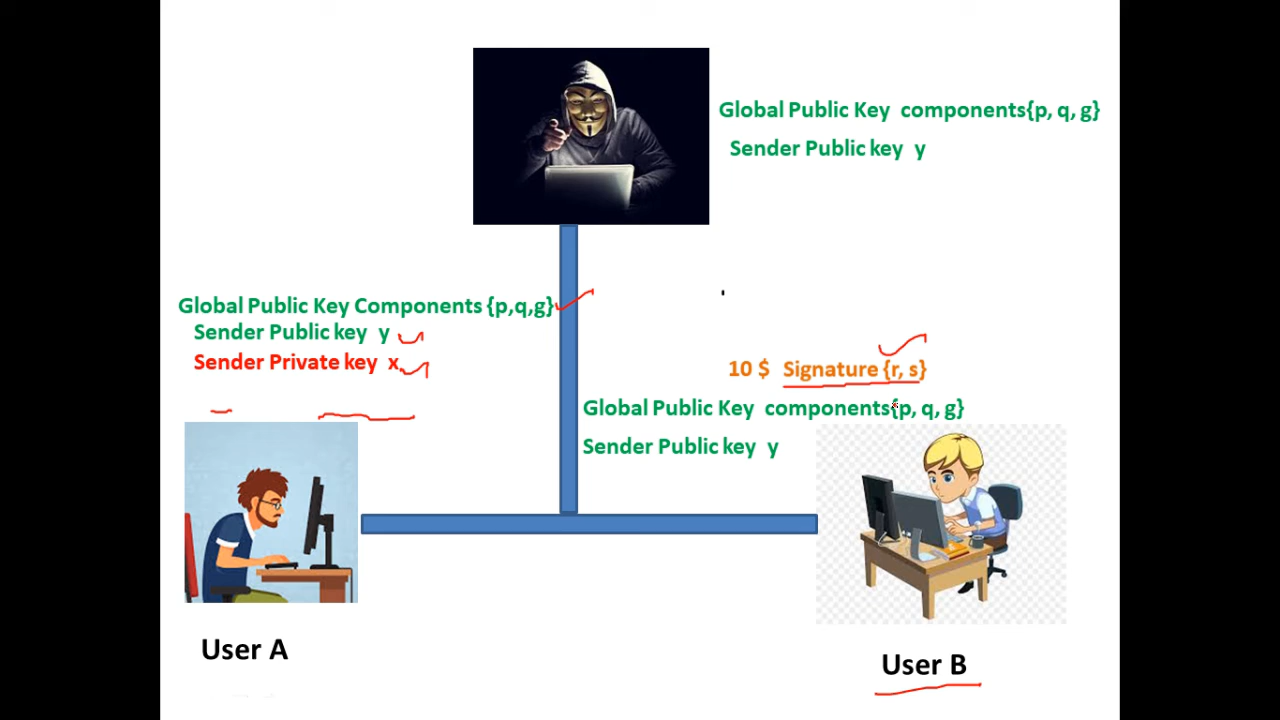 Global Public Key components{p, q, g}
Sender Public key y
Global Public Key Components {p,q,g}
Sender Public key y
Sender Private key x
10 $ Signature {r, s}
Global Public Key components{p, q, g}
Sender Public key y
User A
User B